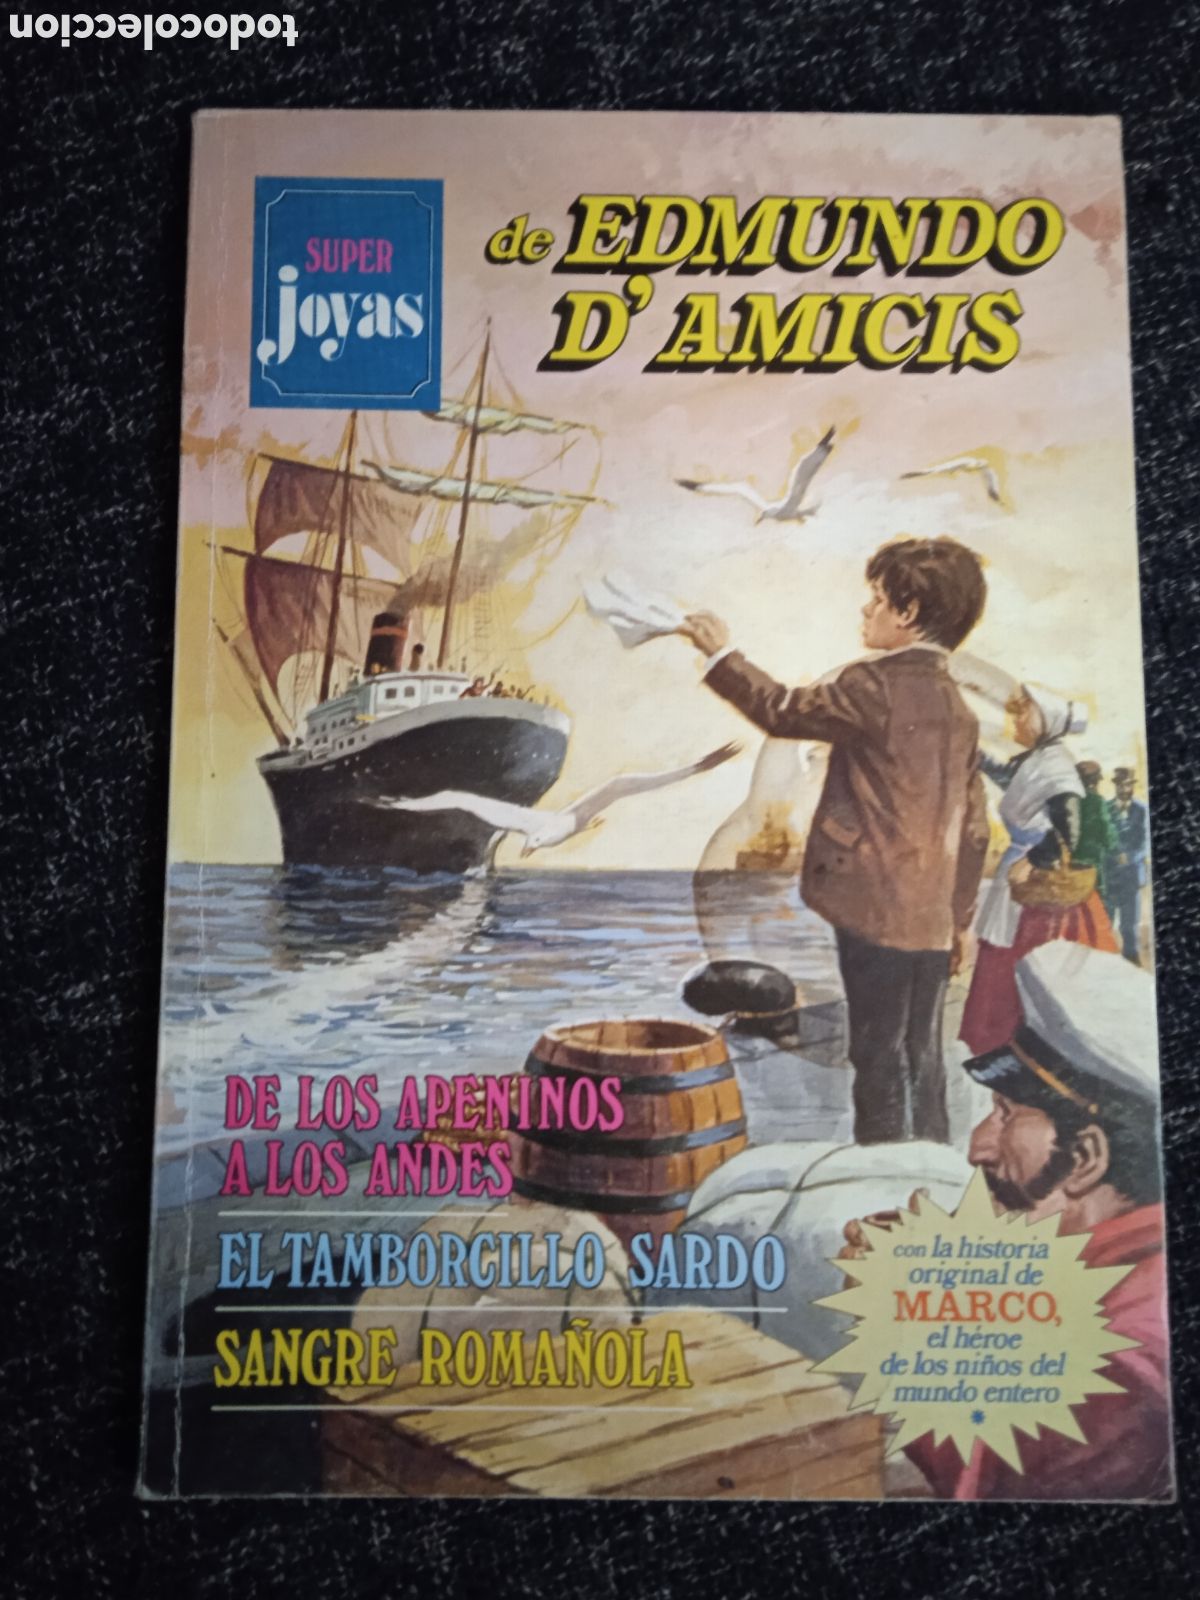 todocoleccion
SUPER
joyas
de EDMUNDO
D'AMICIS
DE LOS APENINOS
A LOS ANDES
EL TAMBORCILLO SARDO
SANGRE ROMAÑOLA
con la historia
original de
MARCO,
el héroe
de los niños del
mundo entero
*